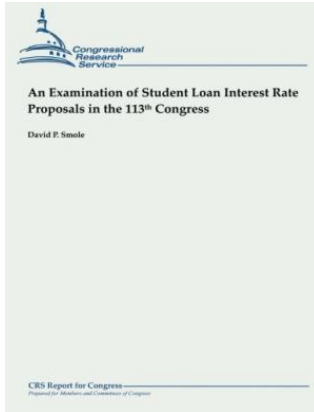 Congressional
Research
Service
An Examination of Student Loan Interest Rate
Proposals in the 113th Congress
David P. Smole
CRS Report for Congress
Prepared for Members and Committees of Congress